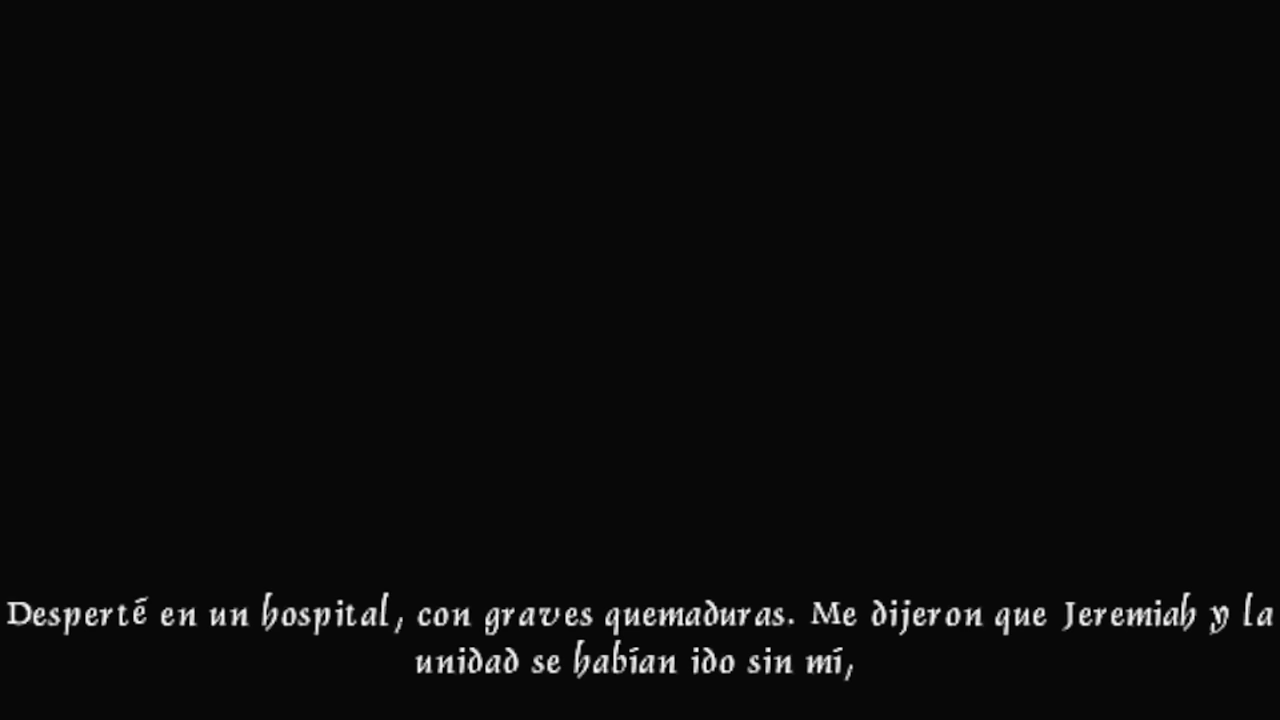 Desperté en un hospital, con graves quemaduras. Me dijeron que Jeremiah y la
unidad se habían ido sin mí,